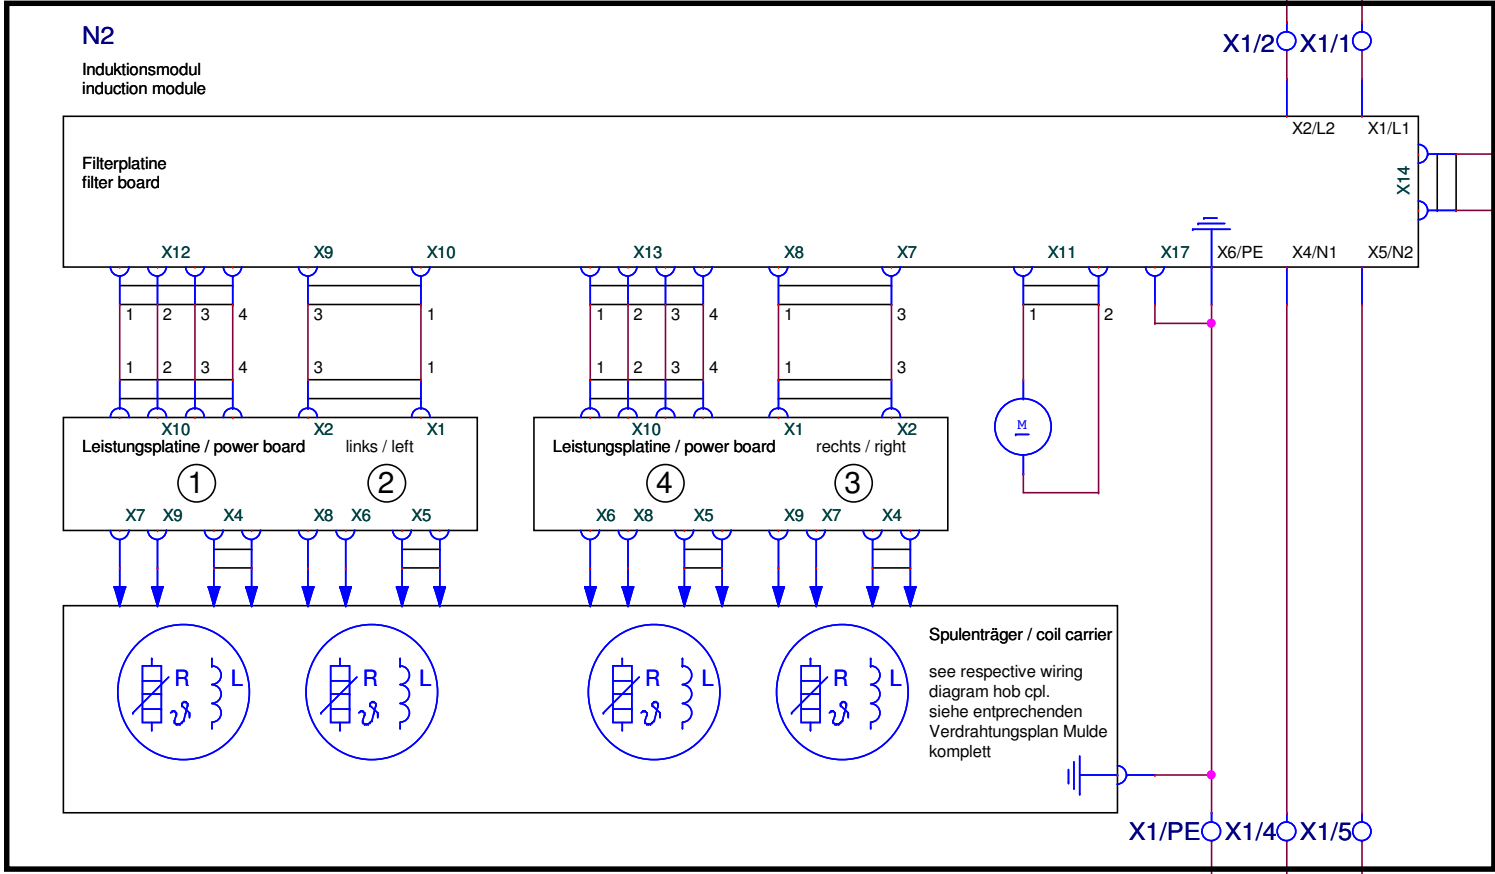 N2
X1/2 X1/1
Induktionsmodul
induction module
X2/L2 X1/L1
Filterplatine
filter board
X14
X12 X9 X10 X13 X8 X7 X11 X17 X6/PE X4/N1 X5/N2
1 2 3 4 3 1 1 2 3 4 1 3 1 2
1 2 3 4 3 1 1 2 3 4 1 3
X10 X2 X1 X10 X1 X2
M
Leistungsplatine / power board links / left Leistungsplatine / power board rechts / right
1 2 4 3
X7 X9 X4 X8 X6 X5 X6 X8 X5 X9 X7 X4
Spulenträger / coil carrier
see respective wiring
diagram hob cpl.
siehe entprechenden
Verdrahtungsplan Mulde
komplett
R L R L R L R L
ϑ ϑ ϑ ϑ
X1/PE X1/4 X1/5